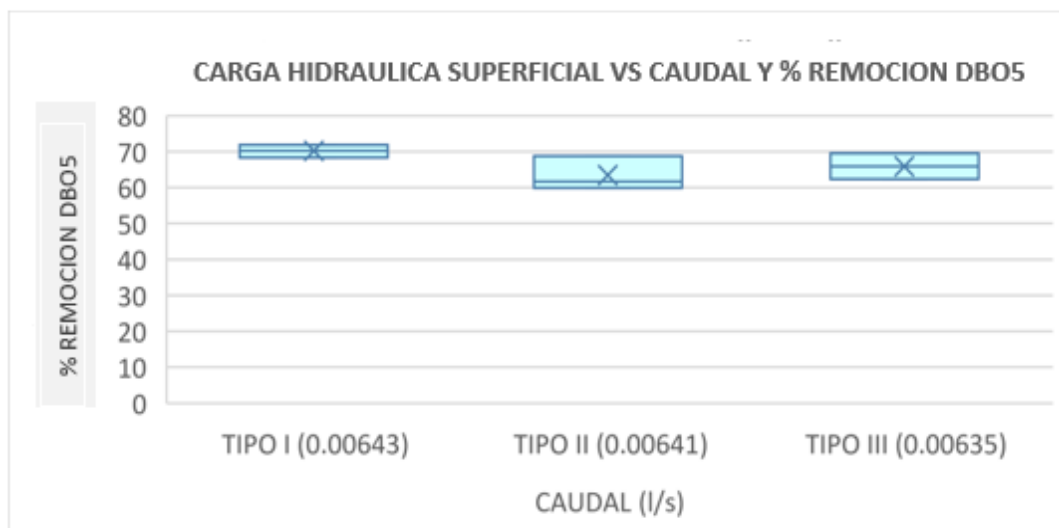 CARGA HIDRAULICA SUPERFICIAL VS CAUDAL Y % REMOCION DBO5
% REMOCION DBO5
80
70
60
50
40
30
20
10
0
TIPO I (0.00643) TIPO II (0.00641) TIPO III (0.00635)
CAUDAL (l/s)